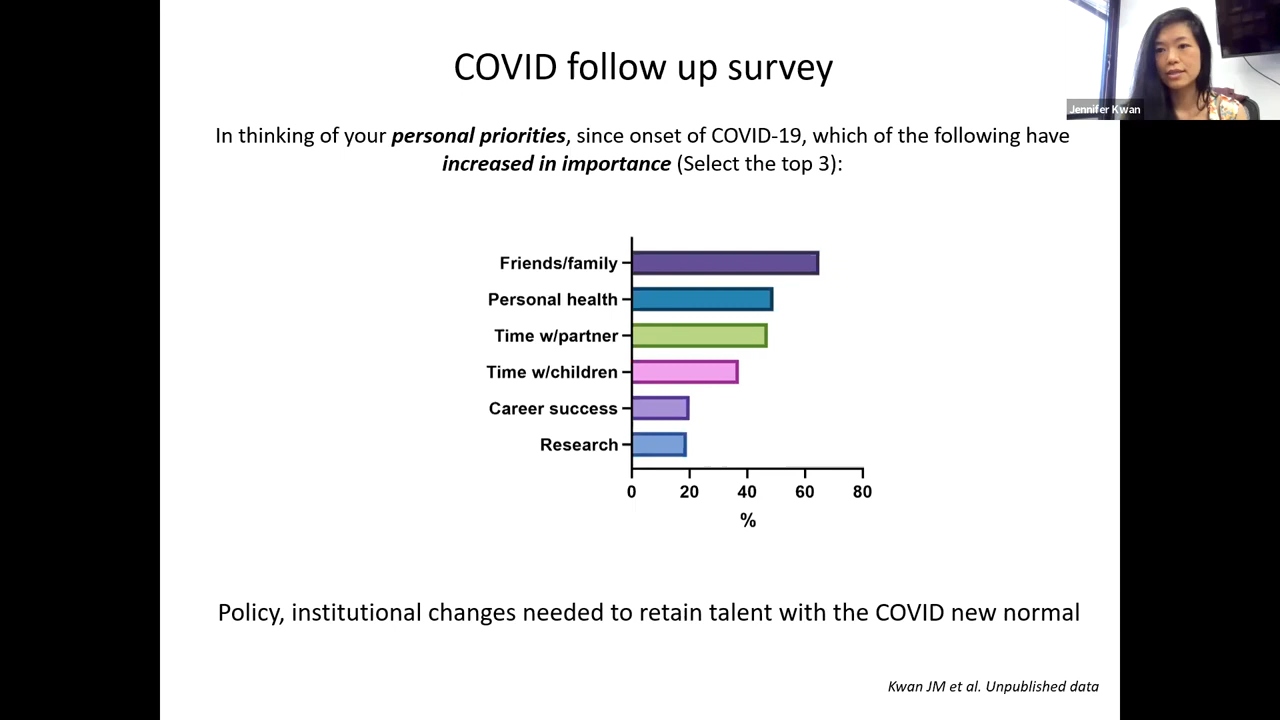 COVID follow up survey
Jennifer Kwan
In thinking of your personal priorities, since onset of COVID-19, which of the following have
increased in importance (Select the top 3):
Friends/family
Personal health
Time w/partner
Time w/children
Career success
Research
0 20 40 60 80
%
Policy, institutional changes needed to retain talent with the COVID new normal
Kwan JM et al. Unpublished data